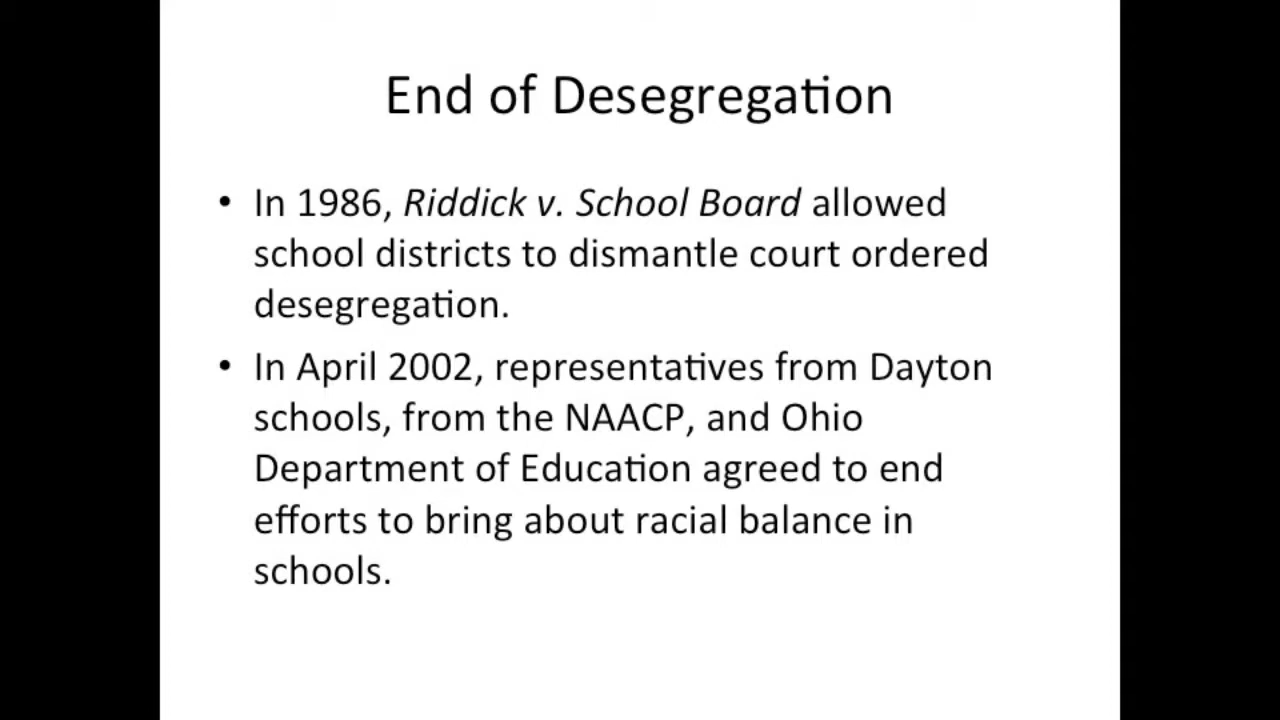 End of Desegregation
• In 1986, Riddick v. School Board allowed
school districts to dismantle court ordered
desegregation.
• In April 2002, representatives from Dayton
schools, from the NAACP, and Ohio
Department of Education agreed to end
efforts to bring about racial balance in
schools.